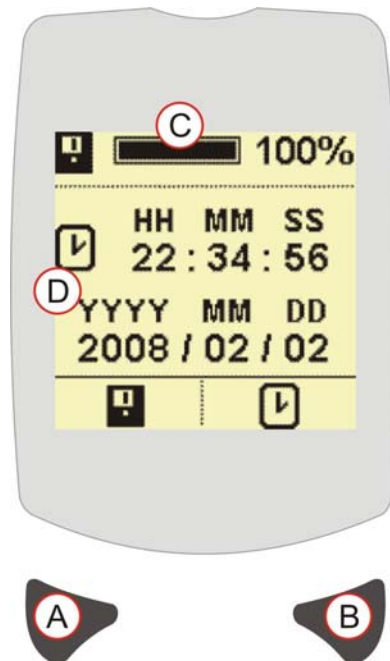 C
100%
HH MM SS
22 : 34 : 56
D
YYYY MM DD
2008 / 02 / 02
A B